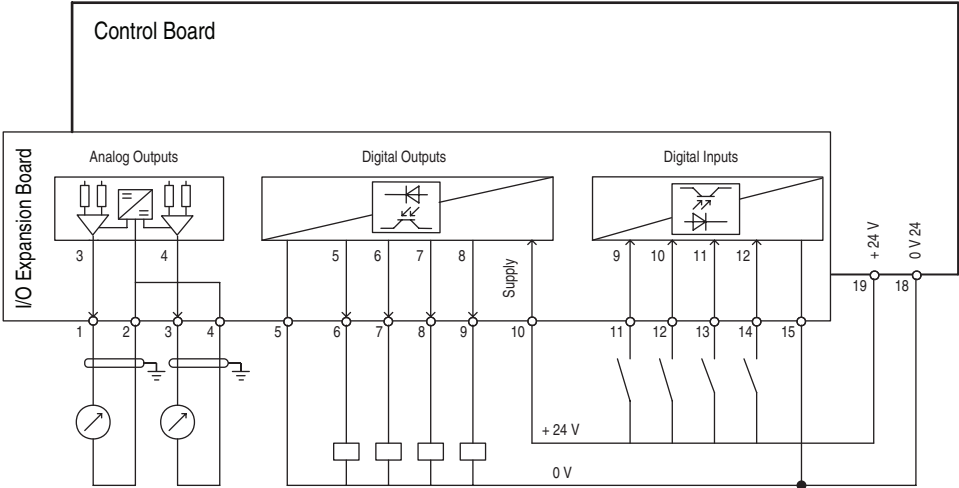 Control Board
I/O Expansion Board
Analog Outputs
Digital Outputs
Digital Inputs
3 4 5 6 7 8 Supply 9 10 11 12
+ 24 V
0 V 24
19 18
1 2 3 4 5 6 7 8 9 10 11 12 13 14 15
+ 24 V
0 V